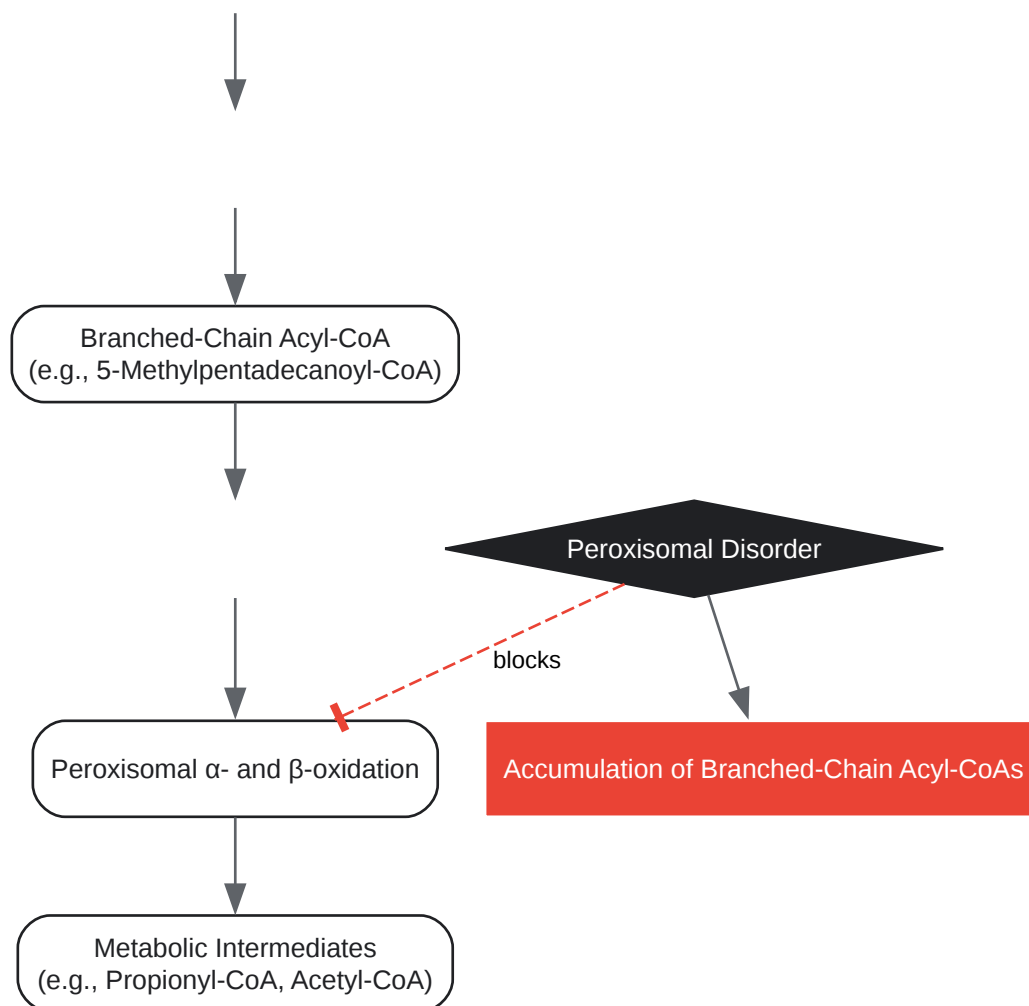 Branched-Chain Acyl-CoA
(e.g., 5-Methylpentadecanoyl-CoA)
Peroxisomal Disorder
blocks
Peroxisomal α- and β-oxidation
Accumulation of Branched-Chain Acyl-CoAs
Metabolic Intermediates
(e.g., Propionyl-CoA, Acetyl-CoA)